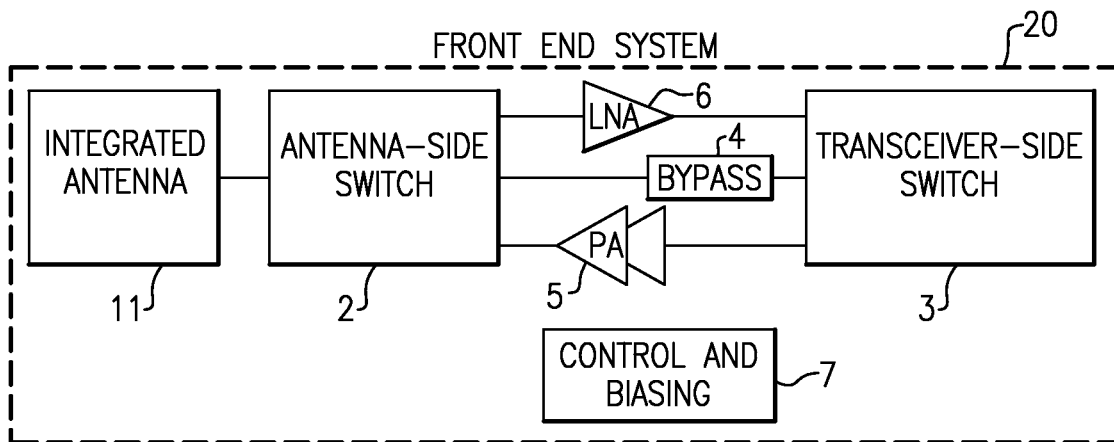 20
FRONT END SYSTEM
INTEGRATED
ANTENNA
11
ANTENNA-SIDE
SWITCH
2
LNA
6
4
BYPASS
PA
5
TRANSCEIVER-SIDE
SWITCH
3
CONTROL AND
BIASING
7